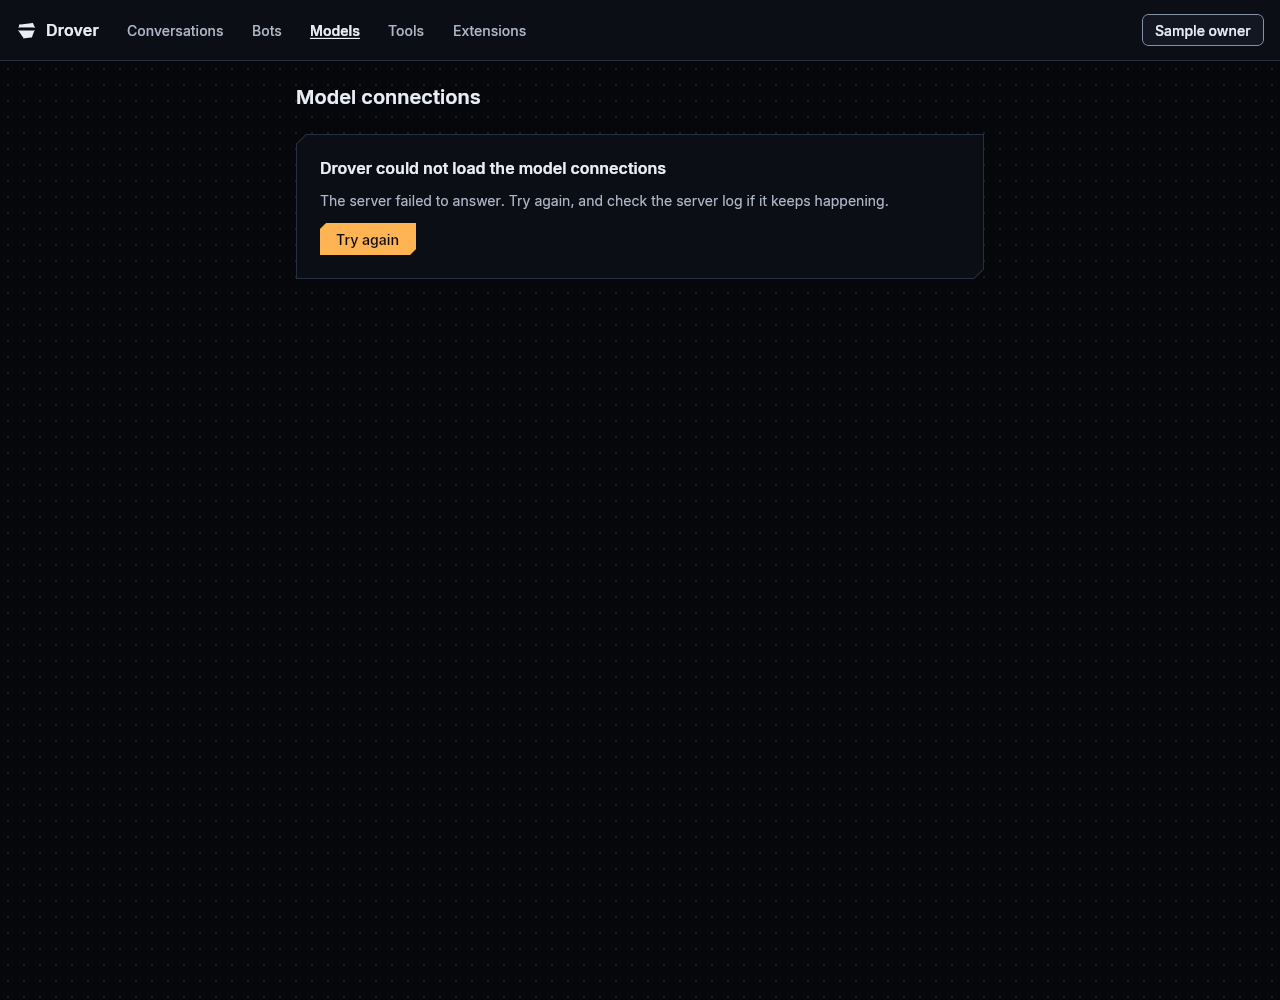 Drover
Conversations
Bots
Models
Tools
Extensions
Sample owner
Model connections
Drover could not load the model connections
The server failed to answer. Try again, and check the server log if it keeps happening.
Try again